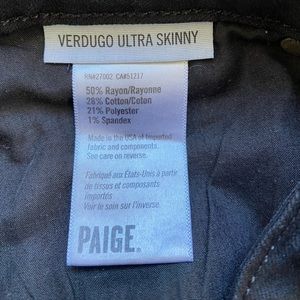 VERDUGO ULTRA SKINNY
RN#27002 CA#51217
50% Rayon/Rayonne
28% Cotton/Coton
21% Polyester
1% Spandex
Made in the USA of Imported
fabric and components.
See care on reverse.
Fabriqué aux États-Unis à partir
de tissus et composants
importés
Voir le soin sur l'inverse.
PAIGE.